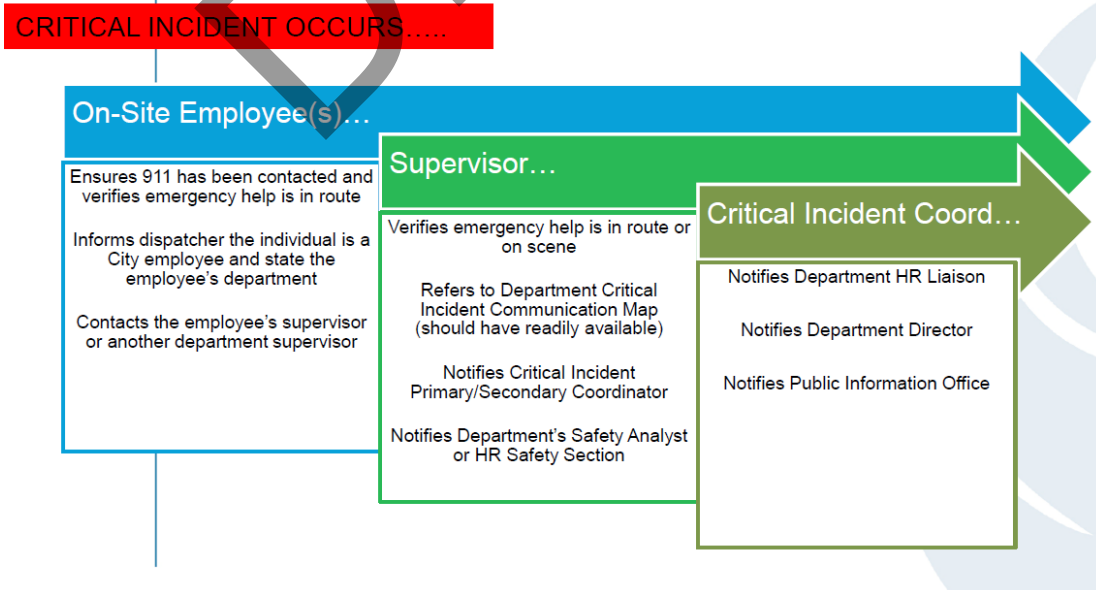 CRITICAL INCIDENT OCCURS…..
On-Site Employee(s)…
Ensures 911 has been contacted and
verifies emergency help is in route
Informs dispatcher the individual is a
City employee and state the
employee's department
Contacts the employee's supervisor
or another department supervisor
Supervisor…
Verifies emergency help is in route or
on scene
Refers to Department Critical
Incident Communication Map
(should have readily available)
Notifies Critical Incident
Primary/Secondary Coordinator
Notifies Department's Safety Analyst
or HR Safety Section
Critical Incident Coord…
Notifies Department HR Liaison
Notifies Department Director
Notifies Public Information Office